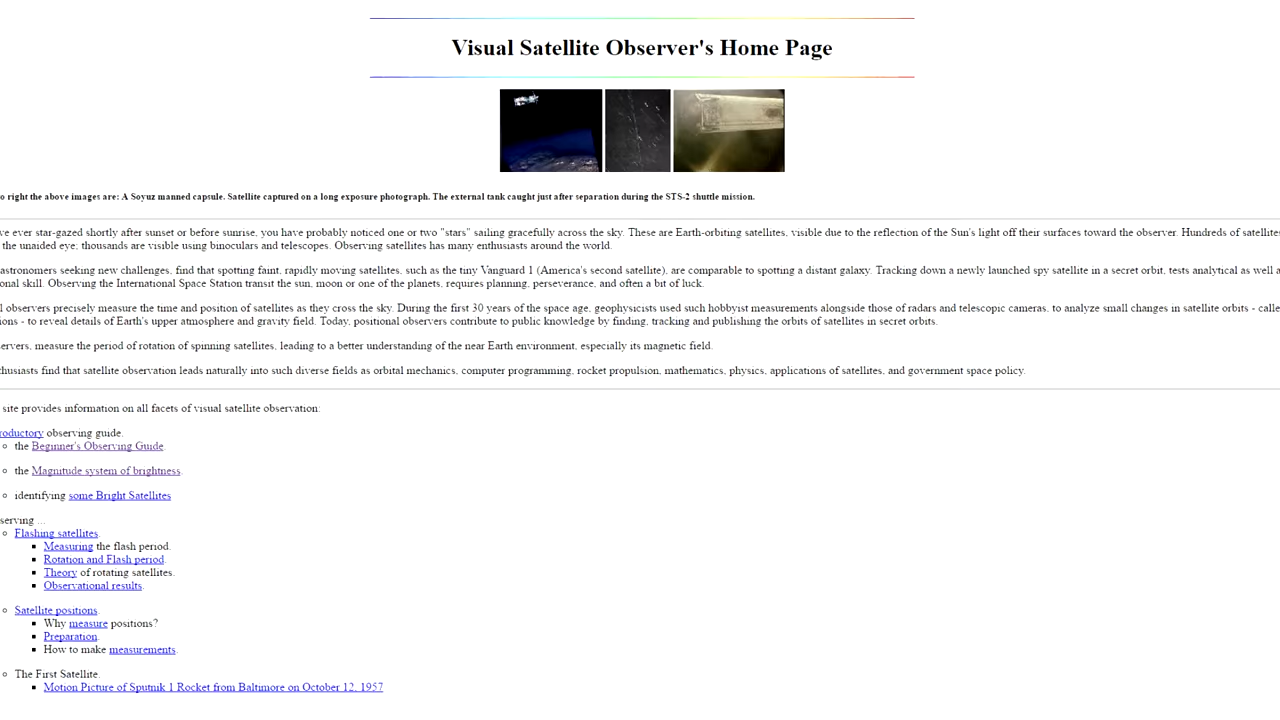 Visual Satellite Observer's Home Page
o right the above images are: A Soyuz manned capsule. Satellite captured on a long exposure photograph. The external tank caught just after separation during the STS-2 shuttle mission.
ve ever star-gazed shortly after sunset or before sunrise, you have probably noticed one or two "stars" sailing gracefully across the sky. These are Earth-orbiting satellites, visible due to the reflection of the Sun's light off their surfaces toward the observer. Hundreds of satellites
the unaided eye; thousands are visible using binoculars and telescopes. Observing satellites has many enthusiasts around the world.
astronomers seeking new challenges, find that spotting faint, rapidly moving satellites, such as the tiny Vanguard 1 (America's second satellite), are comparable to spotting a distant galaxy. Tracking down a newly launched spy satellite in a secret orbit, tests analytical as well a
onal skill. Observing the International Space Station transit the sun, moon or one of the planets, requres planning, perseverance, and often a bit of luck.
l observers precisely measure the time and position of satellites as they cross the sky. During the first 30 years of the space age, geophysicists used such hobbyist measurements alongside those of radars and telescopic cameras, to analyze small changes in satellite orbits - calle
ions - to reveal details of Earth's upper atmosphere and gravity field. Today, positional observers contribute to public knowledge by finding, tracking and publishing the orbits of satellites in secret orbits.
ervers, measure the period of rotation of spinning satellites, leading to a better understanding of the near Earth environment, especially its magnetic field.
husiasts find that satellite observation leads naturally into such diverse fields as orbital mechanics, computer programming, rocket propulsion, mathematics, physics, applications of satellites, and government space policy.
site provides information on all facets of visual satellite observation:
roductory observing guide.
the Beginner's Observing Guide.
the Magnitude system of brightness.
identifying some Bright Satellites
serving ...
Flashing satellites.
Measuring the flash period.
Rotation and Flash period.
Theory of rotating satellites.
Observational results.
Satellite positions.
Why measure positions?
Preparation.
How to make measurements.
The First Satellite.
Motion Picture of Sputnik 1 Rocket from Baltimore on October 12, 1957